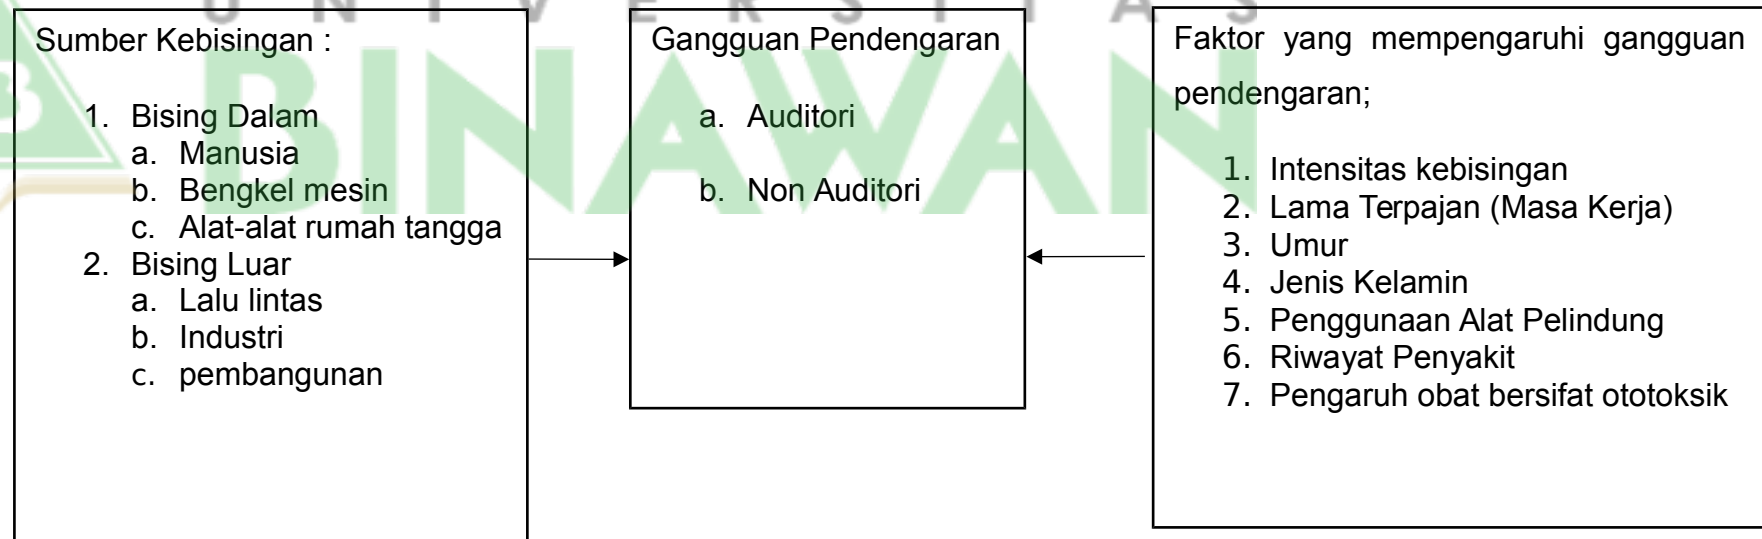 UNIVERSITAS
BINAWAN
Sumber Kebisingan :
1. Bising Dalam
a. Manusia
b. Bengkel mesin
c. Alat-alat rumah tangga
2. Bising Luar
a. Lalu lintas
b. Industri
c. pembangunan
Gangguan Pendengaran
a. Auditori
b. Non Auditori
Faktor yang mempengaruhi gangguan
pendengaran;
1. Intensitas kebisingan
2. Lama Terpajan (Masa Kerja)
3. Umur
4. Jenis Kelamin
5. Penggunaan Alat Pelindung
6. Riwayat Penyakit
7. Pengaruh obat bersifat ototoksik